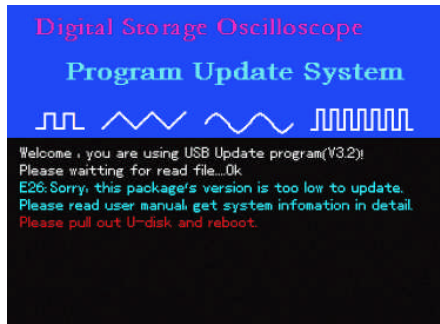 Digital Storage Oscilloscope
Program Update System
Welcome , you are using USB Update program(V3.2)!
Please waitting for read file....Ok
E26:Sorry, this package's version is too low to update.
Please read user manual, get system infomation in detail.
Please pull out U-disk and reboot.